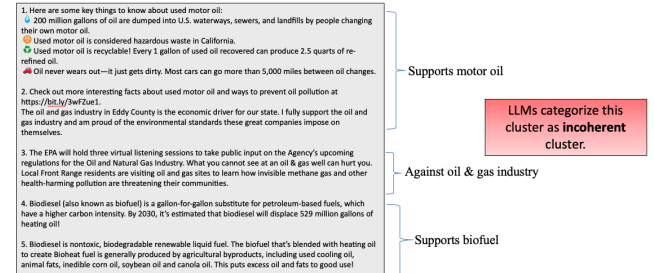 1. Here are some key things to know about used motor oil:
💧 200 million gallons of oil are dumped into U.S. waterways, sewers, and landfills by people changing
their own motor oil.
Used motor oil is considered hazardous waste in California.
♻️ Used motor oil is recyclable! Every 1 gallon of used oil recovered can produce 2.5 quarts of re-
refined oil.
🚗 Oil never wears out—it just gets dirty. Most cars can go more than 5,000 miles between oil changes.
2. Check out more interesting facts about used motor oil and ways to prevent oil pollution at
https://bit.ly/3wFZue1.
The oil and gas industry in Eddy County is the economic driver for our state. I fully support the oil and
gas industry and am proud of the environmental standards these great companies impose on
themselves.
3. The EPA will hold three virtual listening sessions to take public input on the Agency's upcoming
regulations for the Oil and Natural Gas Industry. What you cannot see at an oil & gas well can hurt you.
Local Front Range residents are visiting oil and gas sites to learn how invisible methane gas and other
health-harming pollution are threatening their communities.
4. Biodiesel (also known as biofuel) is a gallon-for-gallon substitute for petroleum-based fuels, which
have a higher carbon intensity. By 2030, it's estimated that biodiesel will displace 529 million gallons of
heating oil!
5. Biodiesel is nontoxic, biodegradable renewable liquid fuel. The biofuel that's blended with heating oil
to create Bioheat fuel is generally produced by agricultural byproducts, including used cooling oil,
animal fats, inedible corn oil, soybean oil and canola oil. This puts excess oil and fats to good use!
Supports motor oil
Against oil & gas industry
Supports biofuel
LLMs categorize this
cluster as incoherent
cluster.